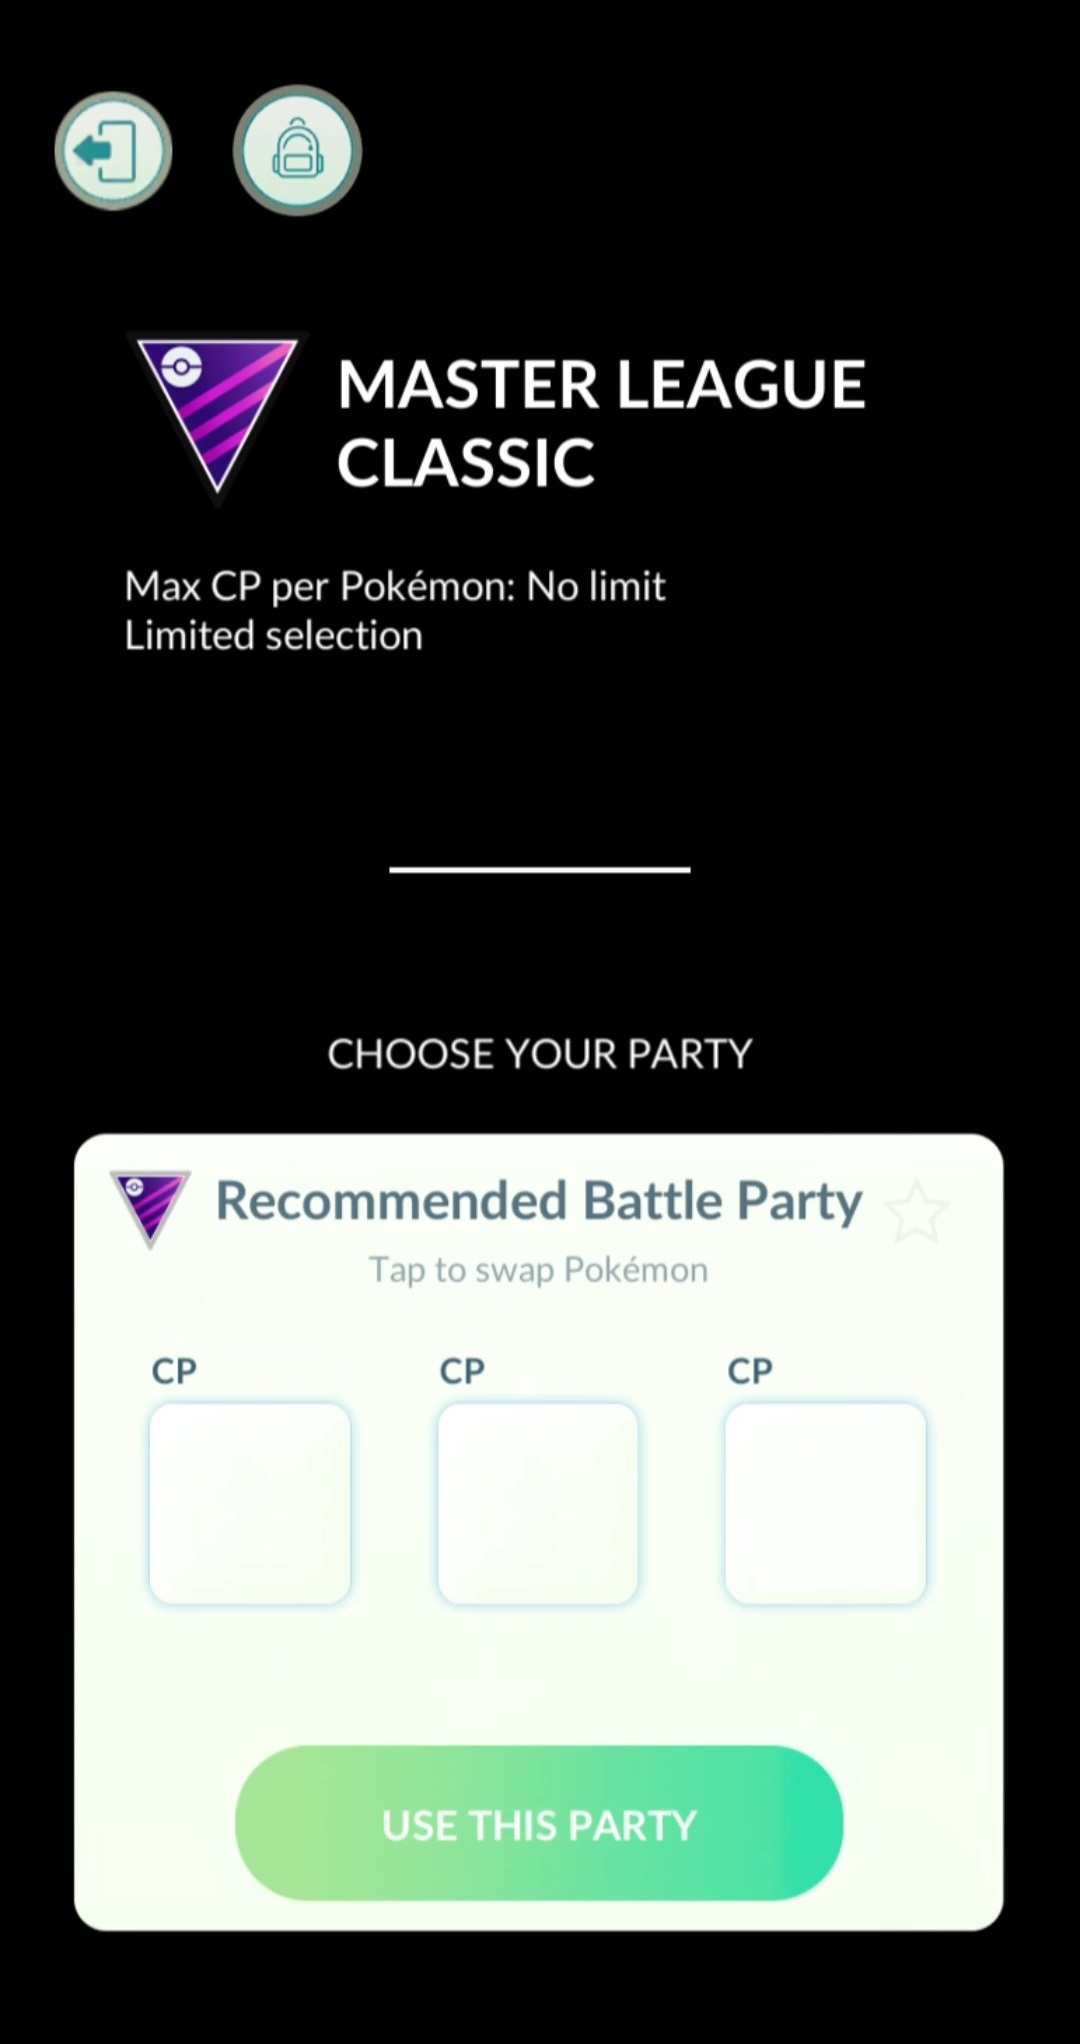 MASTER LEAGUE
CLASSIC
Max CP per Pokémon: No limit
Limited selection
CHOOSE YOUR PARTY
Recommended Battle Party
Tap to swap Pokémon
CP CP CP
USE THIS PARTY